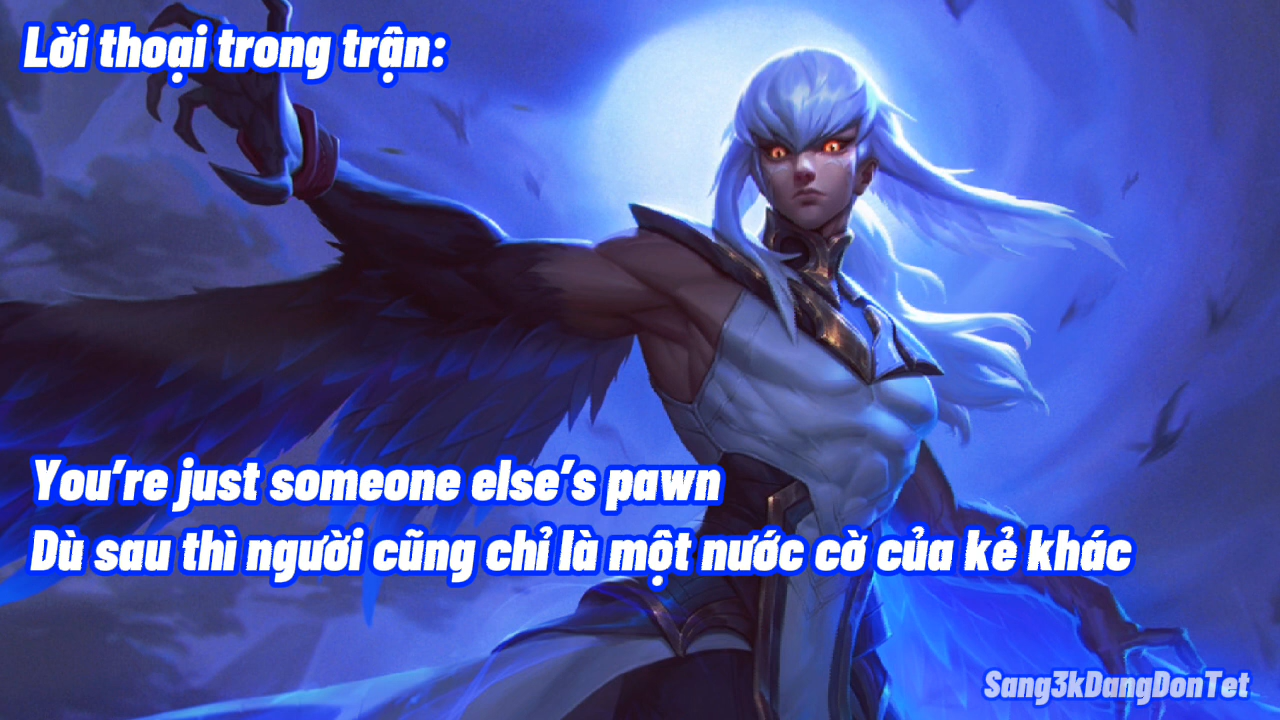 Lời thoại trong trận:
You’re just someone else’s pawn
Dù sau thì người cũng chỉ là một nước cờ của kẻ khác
Sang3kDangDonTet